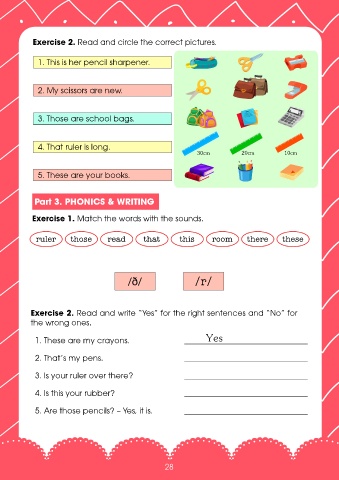 Exercise 2. Read and circle the correct pictures.
1. This is her pencil sharpener.
2. My scissors are new.
3. Those are school bags.
4. That ruler is long.
30cm 20cm 10cm
5. These are your books.
Part 3. PHONICS & WRITING
Exercise 1. Match the words with the sounds.
ruler those read that this room there these
/ð/ /r/
Exercise 2. Read and write “Yes” for the right sentences and “No” for
the wrong ones.
1. These are my crayons. Yes
2. That’s my pens.
3. Is your ruler over there?
4. Is this your rubber?
5. Are those pencils? – Yes, it is.
28